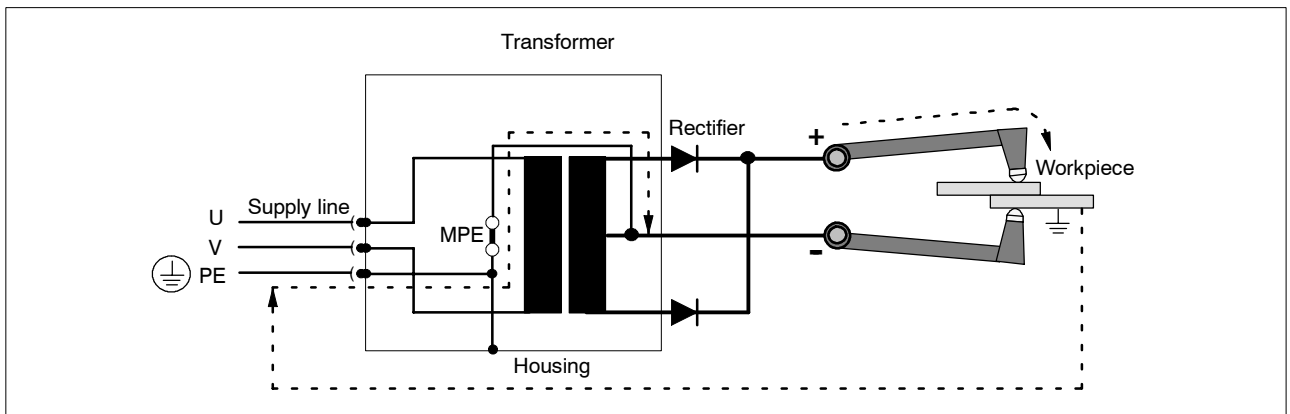 Transformer
Rectifier
+
Workpiece
Supply line
U
MPE
V
-
PE
Housing